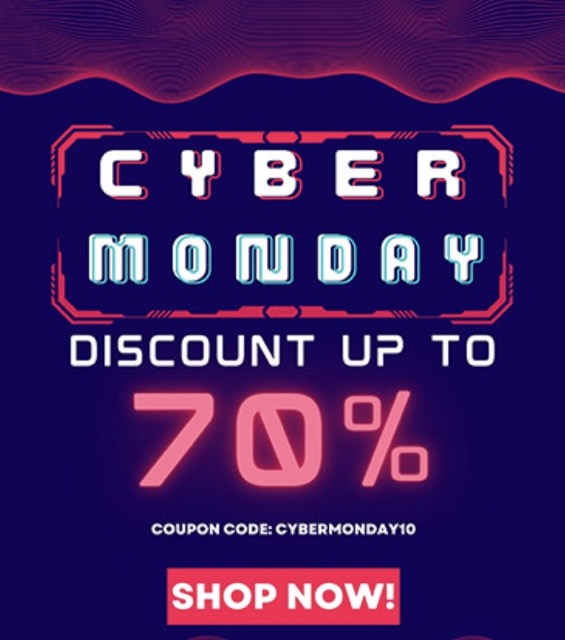 CYBER
MONDAY
DISCOUNT UP TO
70%
COUPON CODE: CYBERMONDAY10
SHOP NOW!